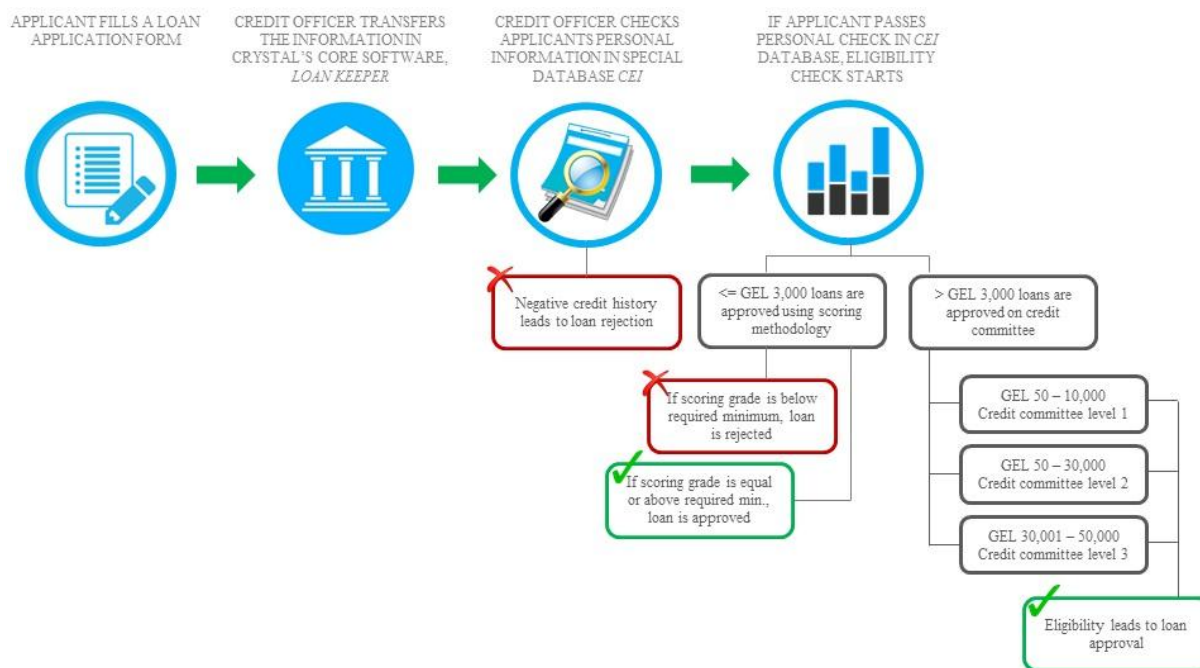 APPLICANT FILLS A LOAN
APPLICATION FORM
CREDIT OFFICER TRANSFERS
THE INFORMATION IN
CRYSTAL'S CORE SOFTWARE,
LOAN KEEPER
CREDIT OFFICER CHECKS
APPLICANTS PERSONAL
INFORMATION IN SPECIAL
DATABASE CEI
IF APPLICANT PASSES
PERSONAL CHECK IN CEI
DATABASE, ELIGIBILITY
CHECK STARTS
Negative credit history
leads to loan rejection
<= GEL 3,000 loans are
approved using scoring
methodology
> GEL 3,000 loans are
approved on credit
committee
If scoring grade is below
required minimum, loan
is rejected
If scoring grade is equal
or above required min.,
loan is approved
GEL 50 – 10,000
Credit committee level 1
GEL 50 – 30,000
Credit committee level 2
GEL 30,001 – 50,000
Credit committee level 3
Eligibility leads to loan
approval